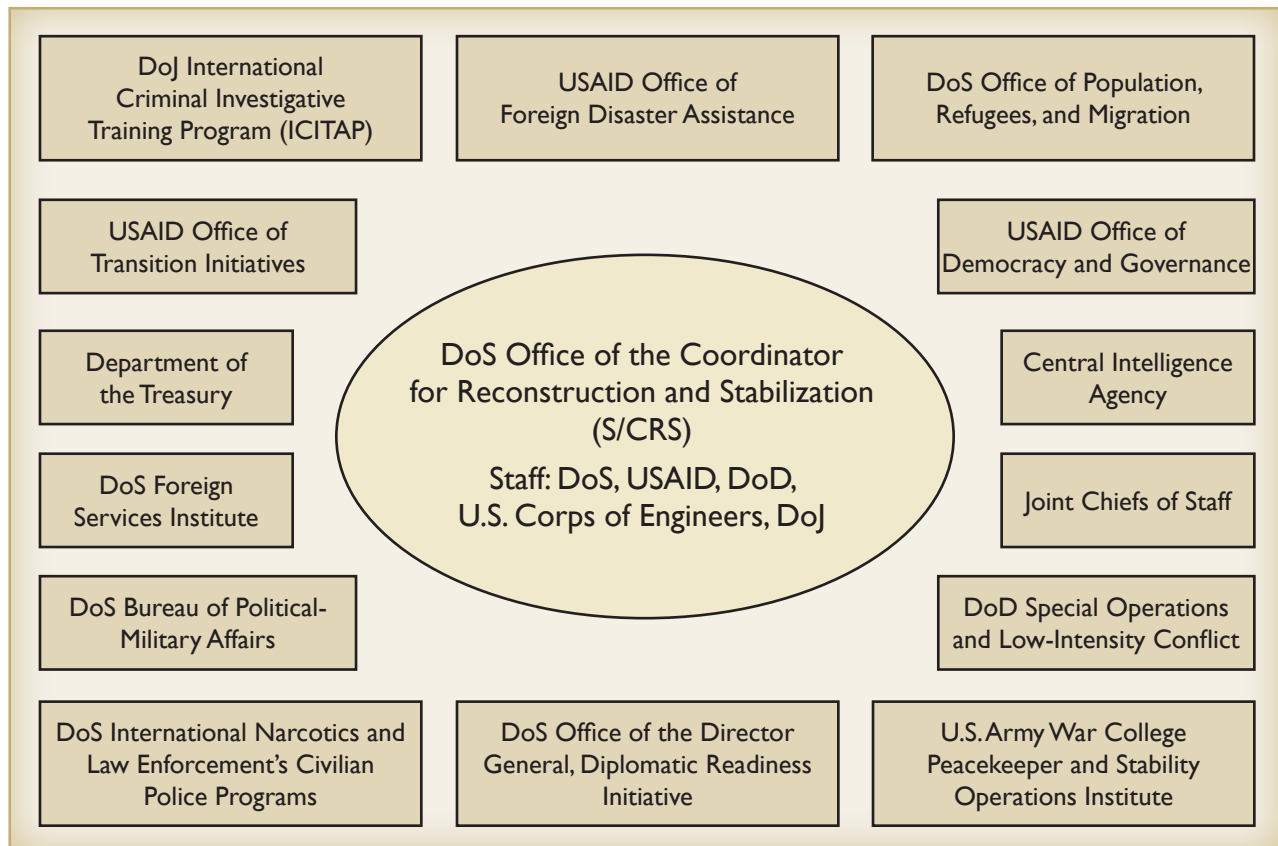 DoJ International
Criminal Investigative
Training Program (ICITAP)
USAID Office of
Foreign Disaster Assistance
DoS Office of Population,
Refugees, and Migration
USAID Office of
Transition Initiatives
USAID Office of
Democracy and Governance
Department of
the Treasury
DoS Office of the Coordinator
for Reconstruction and Stabilization
(S/CRS)
Staff: DoS, USAID, DoD,
U.S. Corps of Engineers, DoJ
Central Intelligence
Agency
DoS Foreign
Services Institute
Joint Chiefs of Staff
DoS Bureau of Political-
Military Affairs
DoD Special Operations
and Low-Intensity Conflict
DoS International Narcotics and
Law Enforcement's Civilian
Police Programs
DoS Office of the Director
General, Diplomatic Readiness
Initiative
U.S. Army War College
Peacekeeper and Stability
Operations Institute